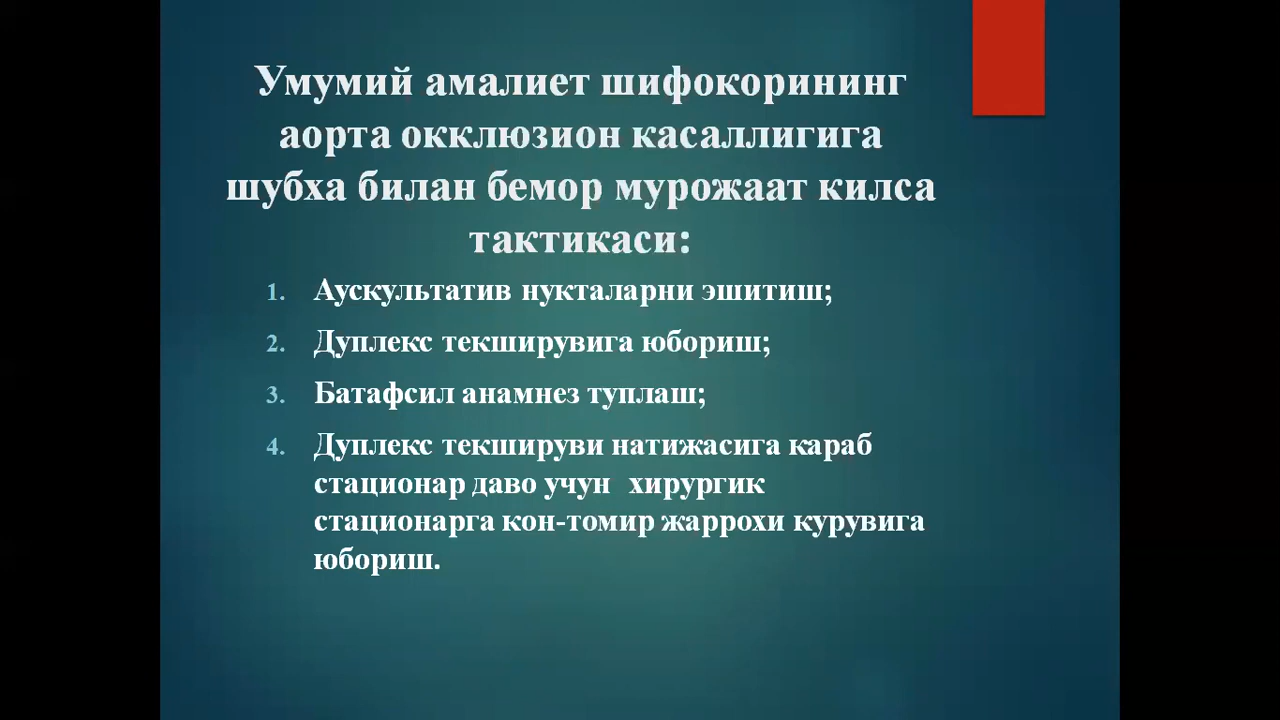 Умумий амалиет шифокорининг
аорта окклюзион касаллигига
шубха билан бемор мурожаат килса
тактикаси:
1. Аускультатив нукталарни эшитиш;
2. Дуплекс текширувига юбориш;
3. Батафсил анамнез туплаш;
4. Дуплекс текшируви натижасига караб
стационар даво учун хирургик
стационарга кон-томир жаррохи курувига
юбориш.